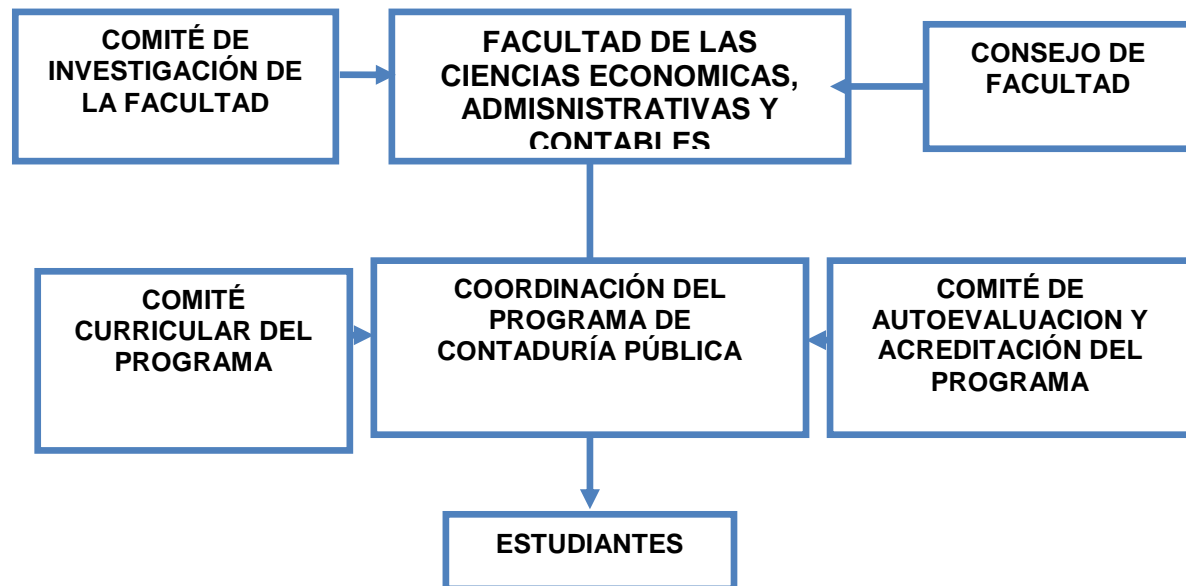 COMITÉ DE
INVESTIGACIÓN DE
LA FACULTAD
FACULTAD DE LAS
CIENCIAS ECONOMICAS,
ADMISNISTRATIVAS Y
CONTABLES
CONSEJO DE
FACULTAD
COMITÉ
CURRICULAR DEL
PROGRAMA
COORDINACIÓN DEL
PROGRAMA DE
CONTADURÍA PÚBLICA
COMITÉ DE
AUTOEVALUACION Y
ACREDITACIÓN DEL
PROGRAMA
ESTUDIANTES